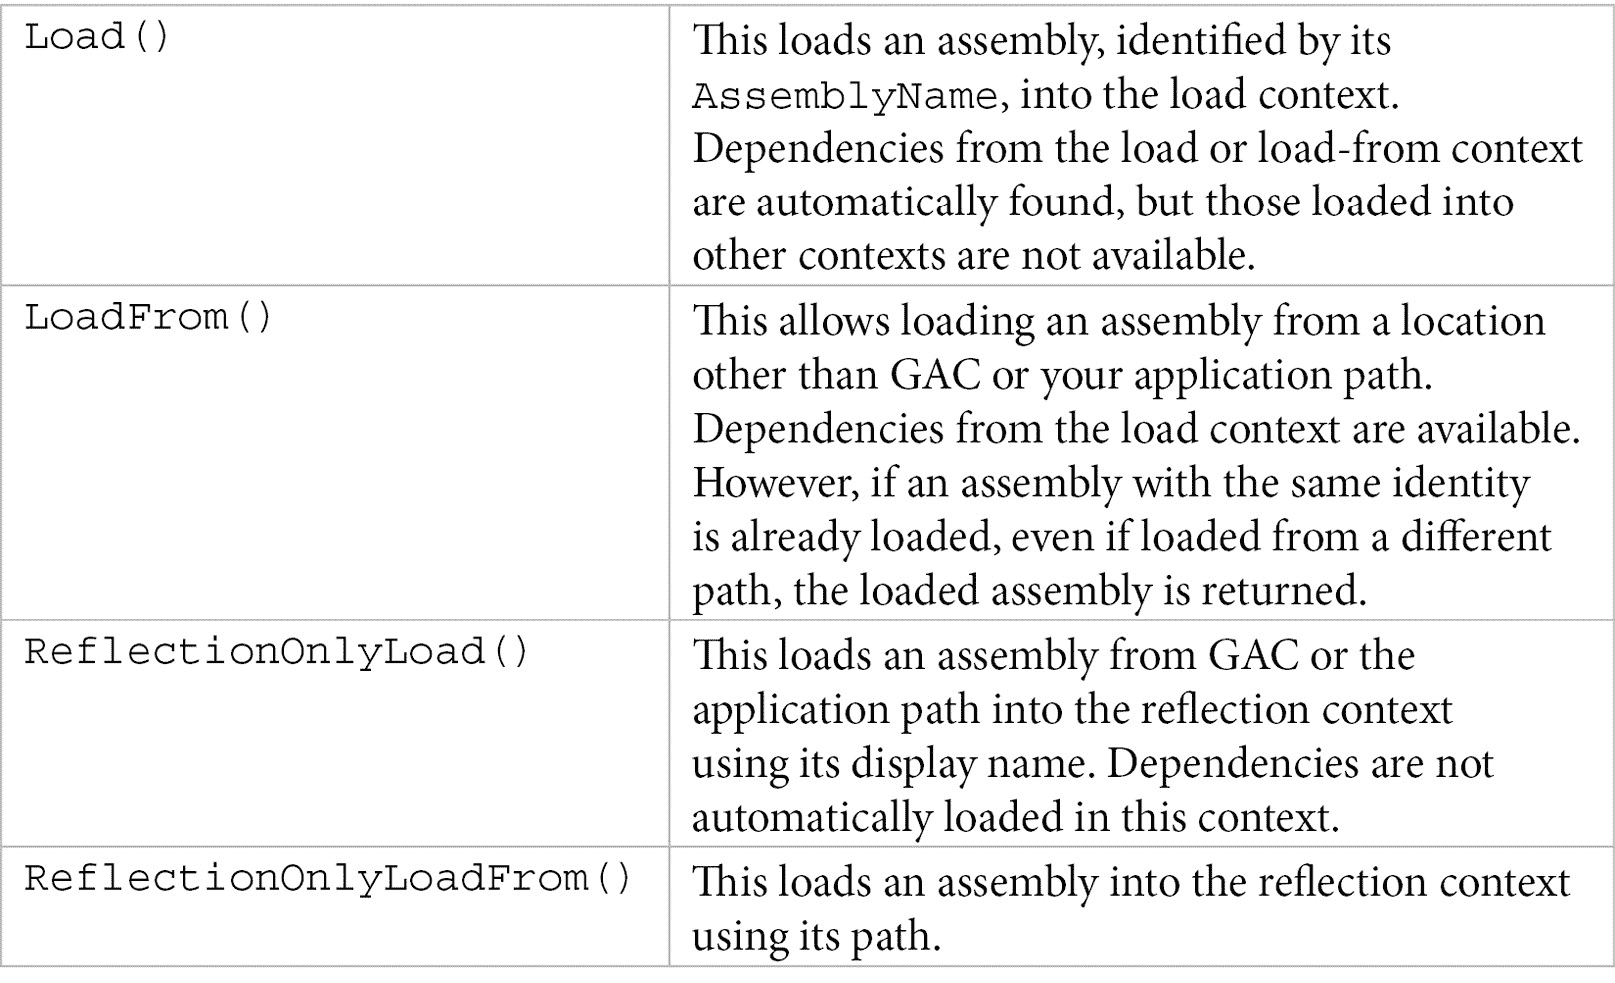 Load()
This loads an assembly, identified by its
AssemblyName, into the load context.
Dependencies from the load or load-from context
are automatically found, but those loaded into
other contexts are not available.
LoadFrom()
This allows loading an assembly from a location
other than GAC or your application path.
Dependencies from the load context are available.
However, if an assembly with the same identity
is already loaded, even if loaded from a different
path, the loaded assembly is returned.
ReflectionOnlyLoad()
This loads an assembly from GAC or the
application path into the reflection context
using its display name. Dependencies are not
automatically loaded in this context.
ReflectionOnlyLoadFrom()
This loads an assembly into the reflection context
using its path.